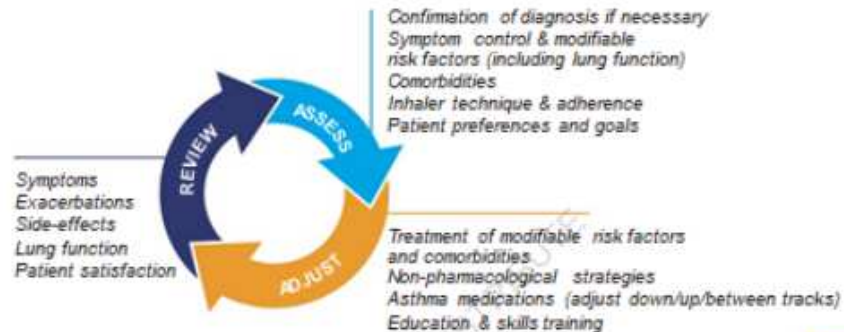 Confirmation of diagnosis if necessary
Symptom control & modifiable
risk factors (including lung function)
Comorbidities
Inhaler technique & adherence
Patient preferences and goals
ASSESS
REVIEW
Symptoms
Exacerbations
Side-effects
Lung function
Patient satisfaction
ADJUST
Treatment of modifiable risk factors
and comorbidities
Non-pharmacological strategies
Asthma medications (adjust down/up/between tracks)
Education & skills training